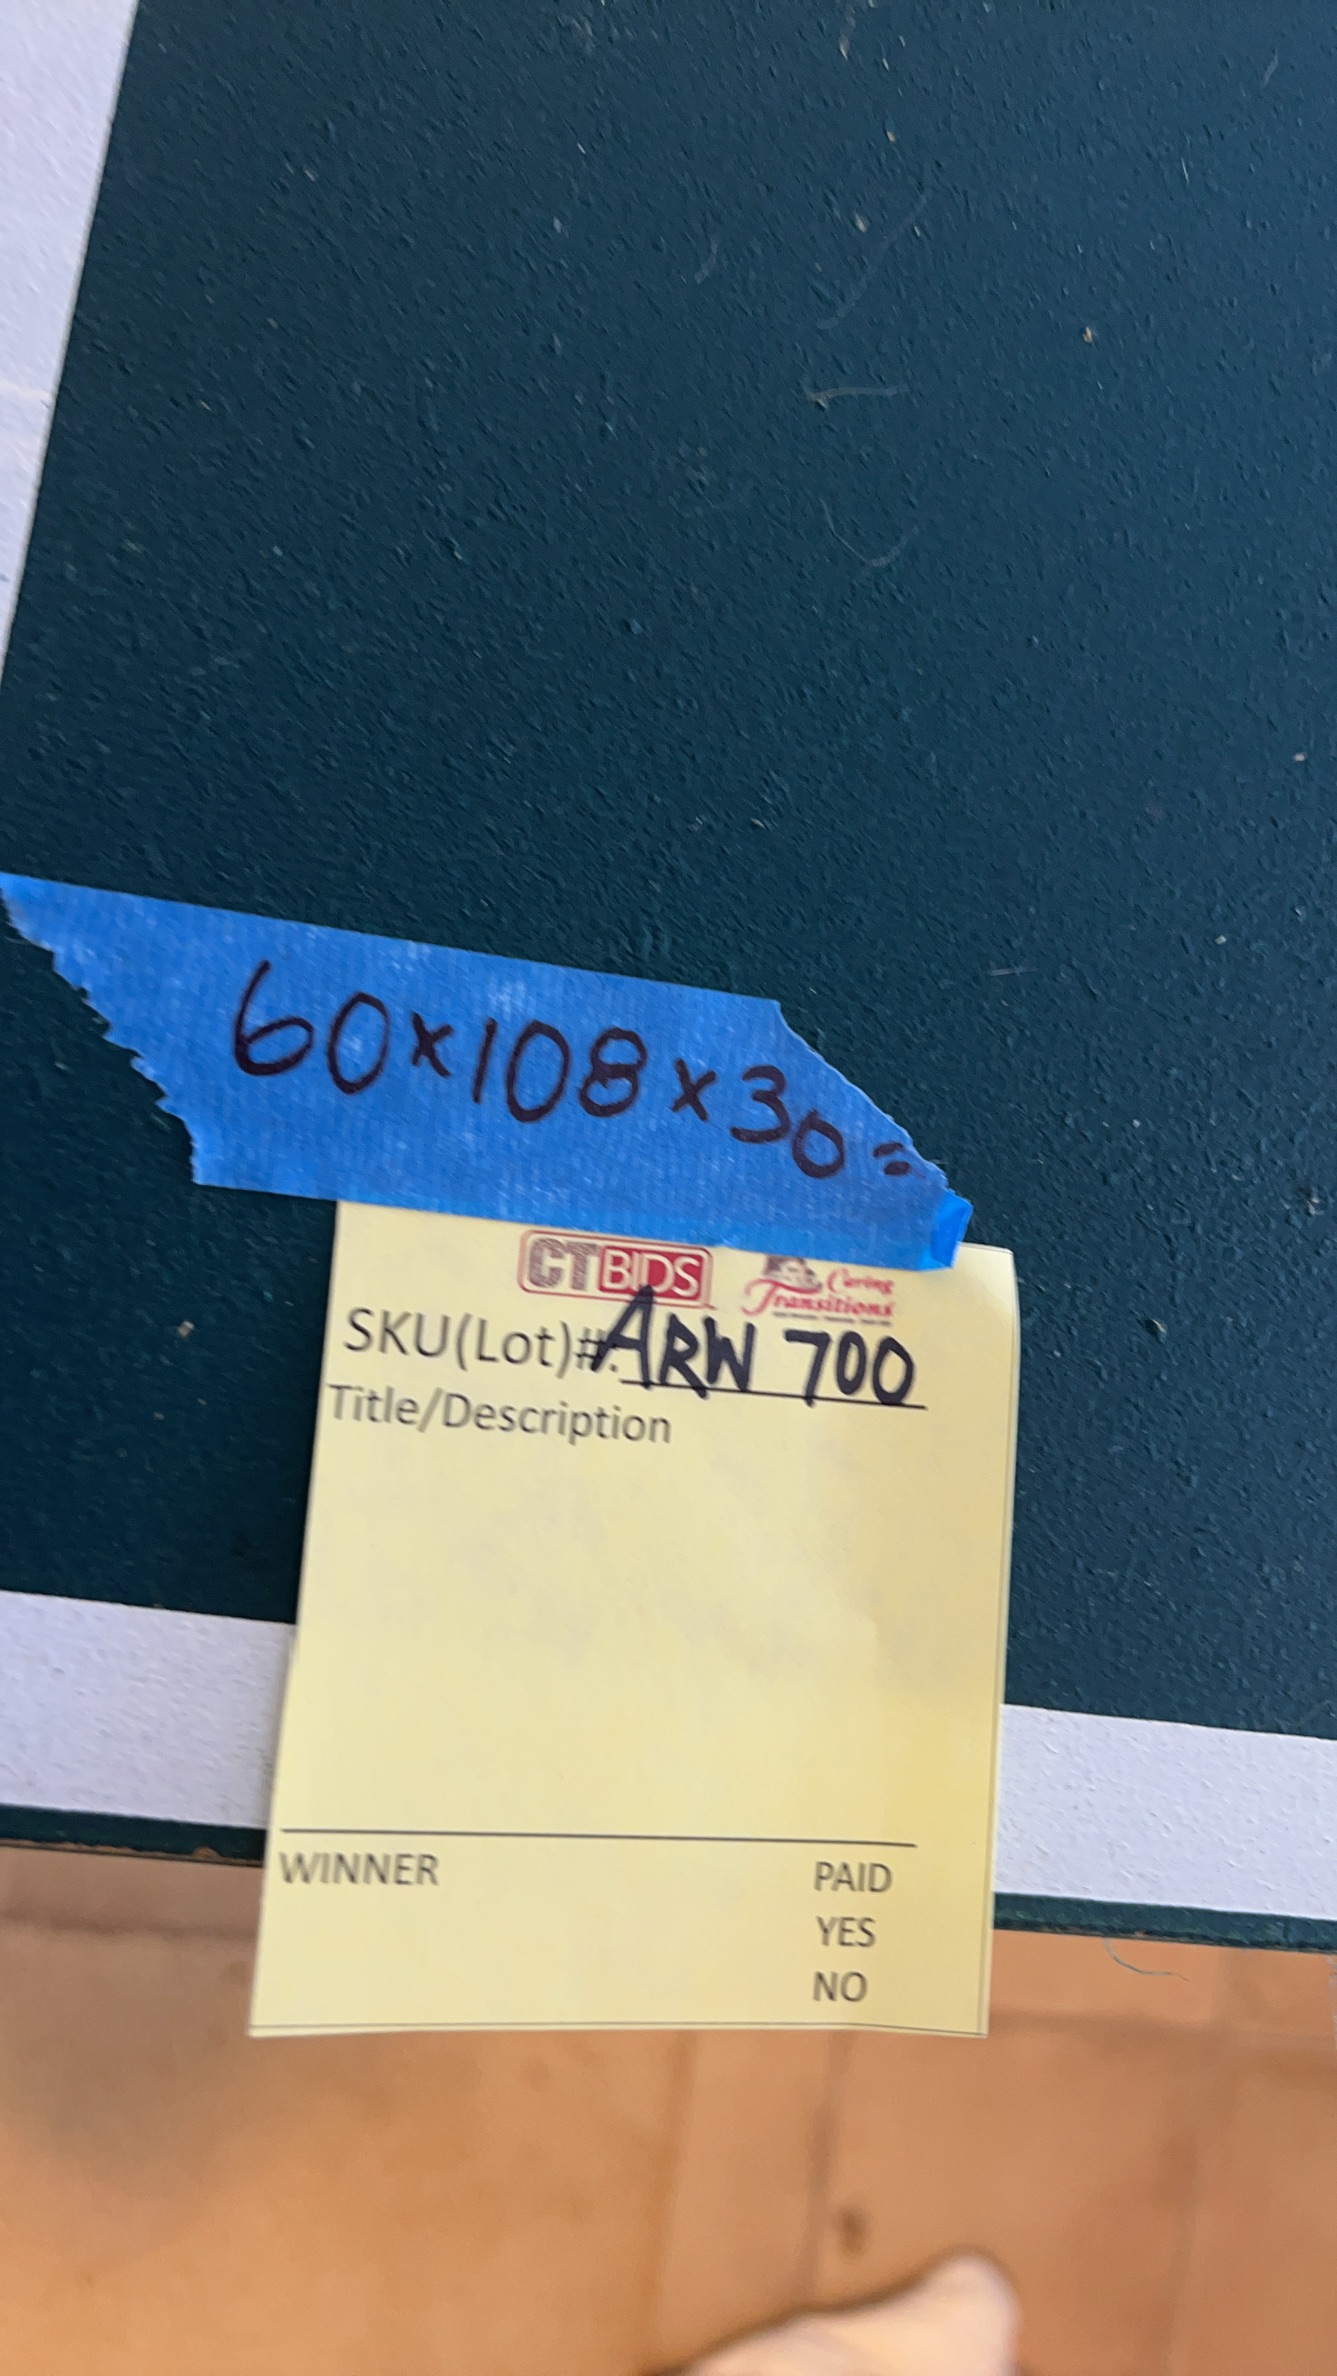 60x108x30=
CTBIDS Caring
Transitions
SKU(Lot)#: ARW 700
Title/Description
WINNER PAID
YES
NO